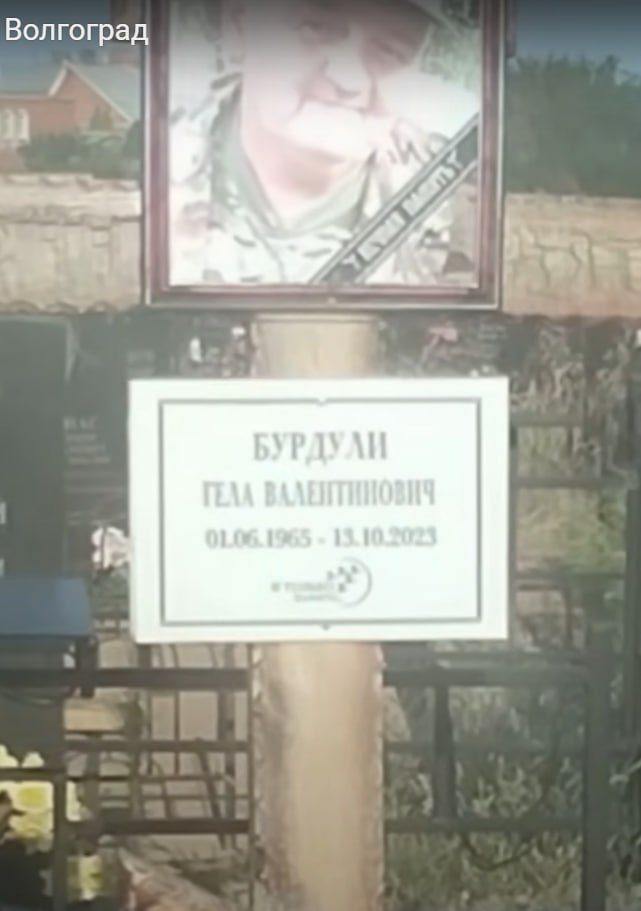 Волгоград
БУРДУЛИ
ГЕЛА ВАЛЕНТИНОВИЧ
01.06.1965 - 13.10.2023